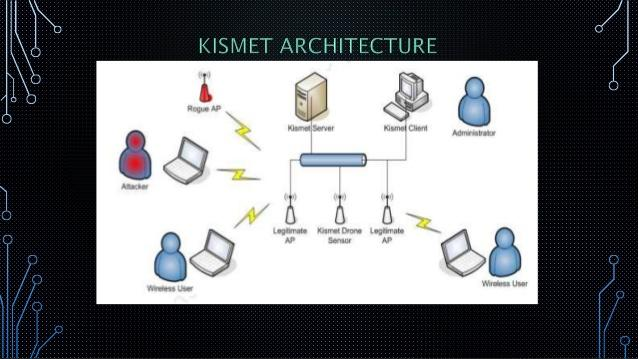 KISMET ARCHITECTURE
Rogue AP
Kismet Server
Kismet Client
Administrator
Attacker
Legitimate
AP
Kismet Drone
Sensor
Legitimate
AP
Wireless User
Wireless User